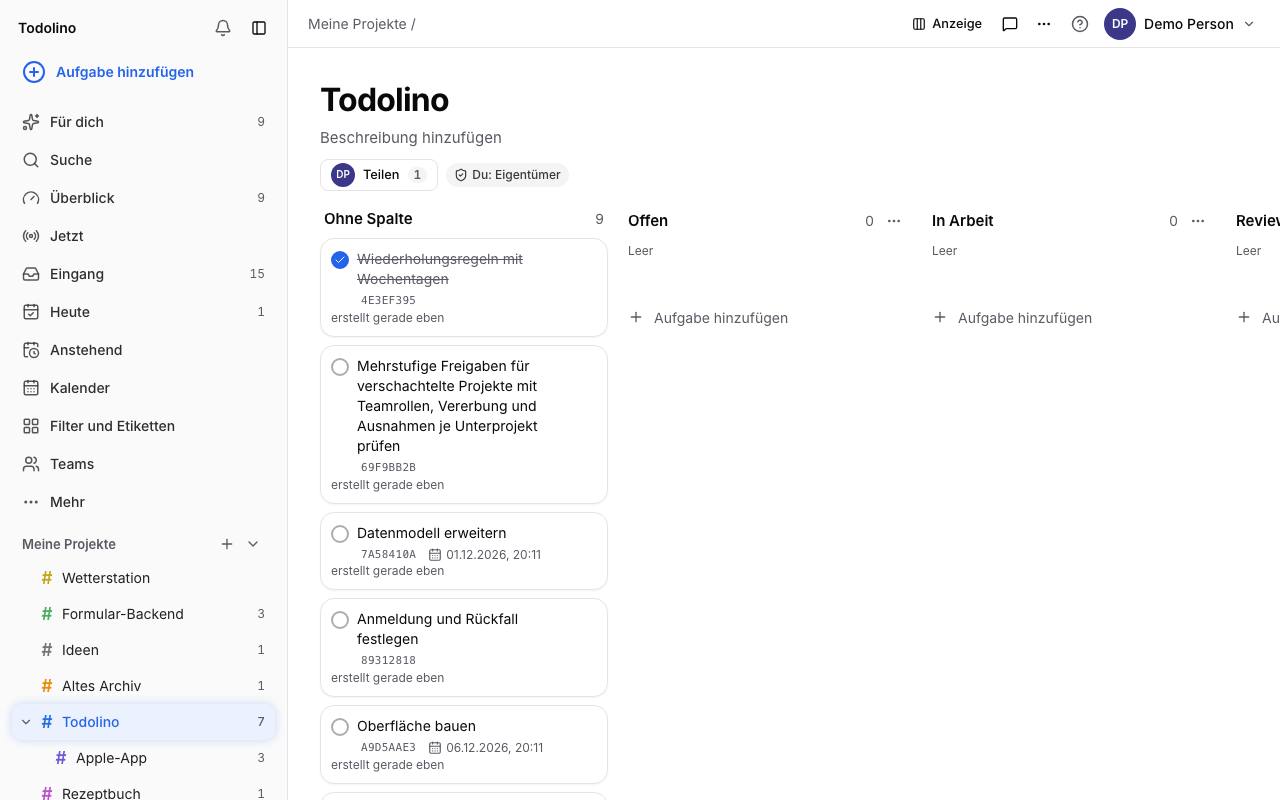 Todolino
Aufgabe hinzufügen
Für dich 9
Suche
Überblick 9
Jetzt
Eingang 15
Heute 1
Anstehend
Kalender
Filter und Etiketten
Teams
Mehr
Meine Projekte
# Wetterstation
# Formular-Backend 3
# Ideen 1
# Altes Archiv 1
# Todolino 7
# Apple-App 3
# Rezeptbuch 1
Meine Projekte /
Anzeige
DP Demo Person
Todolino
Beschreibung hinzufügen
DP Teilen 1
Du: Eigentümer
Ohne Spalte 9
Wiederholungsregeln mit
Wochentagen
4E3EF395
erstellt gerade eben
Mehrstufige Freigaben für
verschachtelte Projekte mit
Teamrollen, Vererbung und
Ausnahmen je Unterprojekt
prüfen
69F9BB2B
erstellt gerade eben
Datenmodell erweitern
7A58410A 01.12.2026, 20:11
erstellt gerade eben
Anmeldung und Rückfall
festlegen
89312818
erstellt gerade eben
Oberfläche bauen
A9D5AAE3 06.12.2026, 20:11
erstellt gerade eben
Offen 0
Leer
Aufgabe hinzufügen
In Arbeit 0
Leer
Aufgabe hinzufügen
Review
Leer
Au